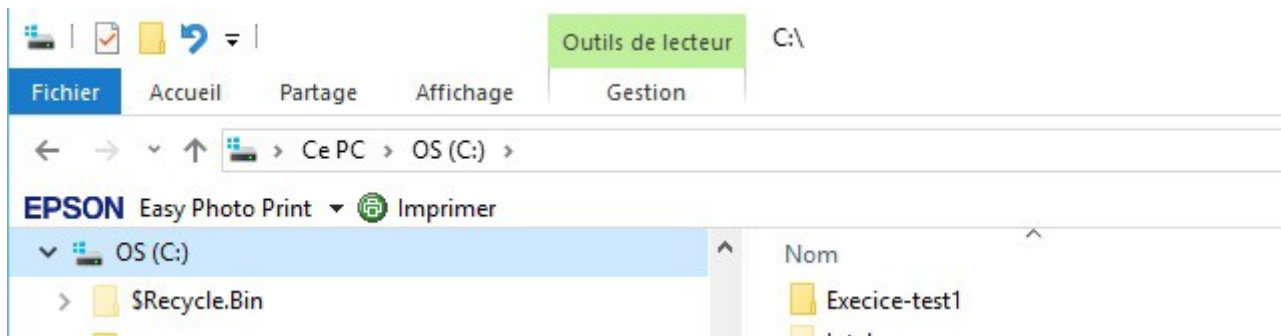 Outils de lecteur C:\
Fichier Accueil Partage Affichage Gestion
Ce PC OS (C:)
EPSON Easy Photo Print Imprimer
OS (C:) Nom
$Recycle.Bin Execice-test1